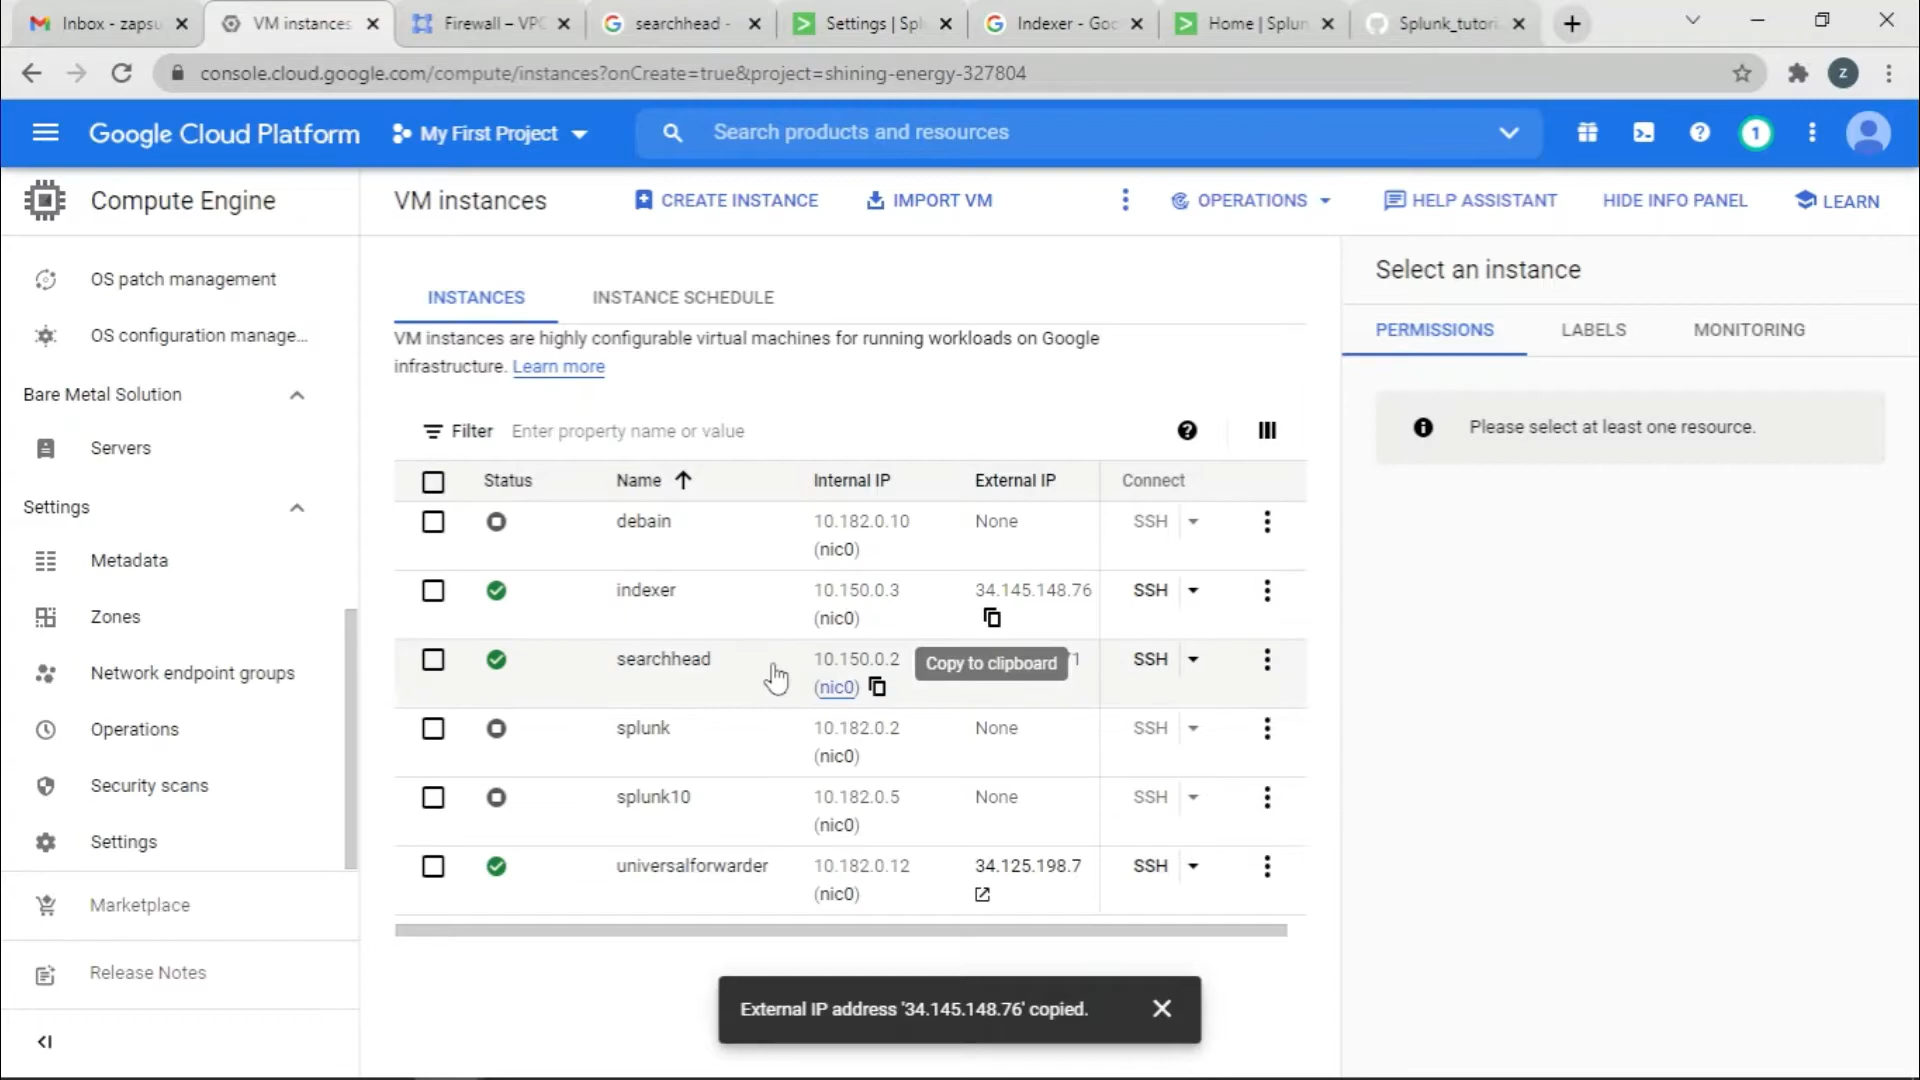 Inbox - zapsu
VM instances
Firewall – VPC
searchhead -
Settings | Spl
Indexer - Goo
Home | Splun
Splunk_tutori
console.cloud.google.com/compute/instances?onCreate=true&project=shining-energy-327804
z
Google Cloud Platform
My First Project
Search products and resources
1
Compute Engine
VM instances
CREATE INSTANCE
IMPORT VM
OPERATIONS
HELP ASSISTANT
HIDE INFO PANEL
LEARN
OS patch management
OS configuration manage...
Bare Metal Solution
Servers
Settings
Metadata
Zones
Network endpoint groups
Operations
Security scans
Settings
Marketplace
Release Notes
INSTANCES
INSTANCE SCHEDULE
VM instances are highly configurable virtual machines for running workloads on Google
infrastructure. Learn more
Filter Enter property name or value
Status Name Internal IP External IP Connect
debain 10.182.0.10 None SSH
(nic0)
indexer 10.150.0.3 34.145.148.76 SSH
(nic0)
searchhead 10.150.0.2 1 SSH
(nic0)
Copy to clipboard
splunk 10.182.0.2 None SSH
(nic0)
splunk10 10.182.0.5 None SSH
(nic0)
universalforwarder 10.182.0.12 34.125.198.7 SSH
(nic0)
External IP address '34.145.148.76' copied.
Select an instance
PERMISSIONS
LABELS
MONITORING
Please select at least one resource.